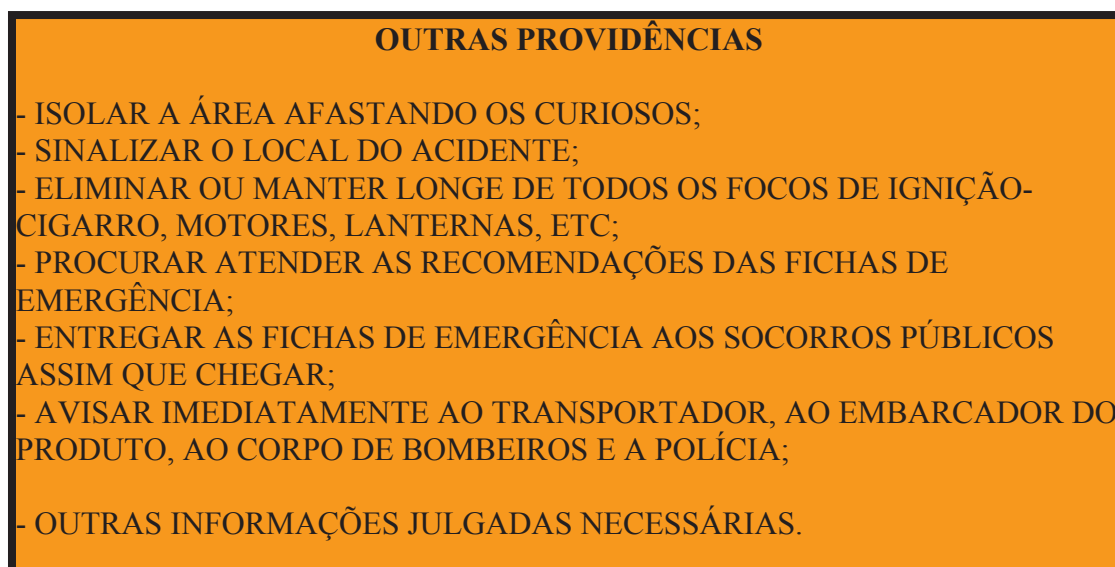 OUTRAS PROVIDÊNCIAS
- ISOLAR A ÁREA AFASTANDO OS CURIOSOS;
- SINALIZAR O LOCAL DO ACIDENTE;
- ELIMINAR OU MANTER LONGE DE TODOS OS FOCOS DE IGNIÇÃO-
CIGARRO, MOTORES, LANTERNAS, ETC;
- PROCURAR ATENDER AS RECOMENDAÇÕES DAS FICHAS DE
EMERGÊNCIA;
- ENTREGAR AS FICHAS DE EMERGÊNCIA AOS SOCORROS PÚBLICOS
ASSIM QUE CHEGAR;
- AVISAR IMEDIATAMENTE AO TRANSPORTADOR, AO EMBARCADOR DO
PRODUTO, AO CORPO DE BOMBEIROS E A POLÍCIA;
- OUTRAS INFORMAÇÕES JULGADAS NECESSÁRIAS.